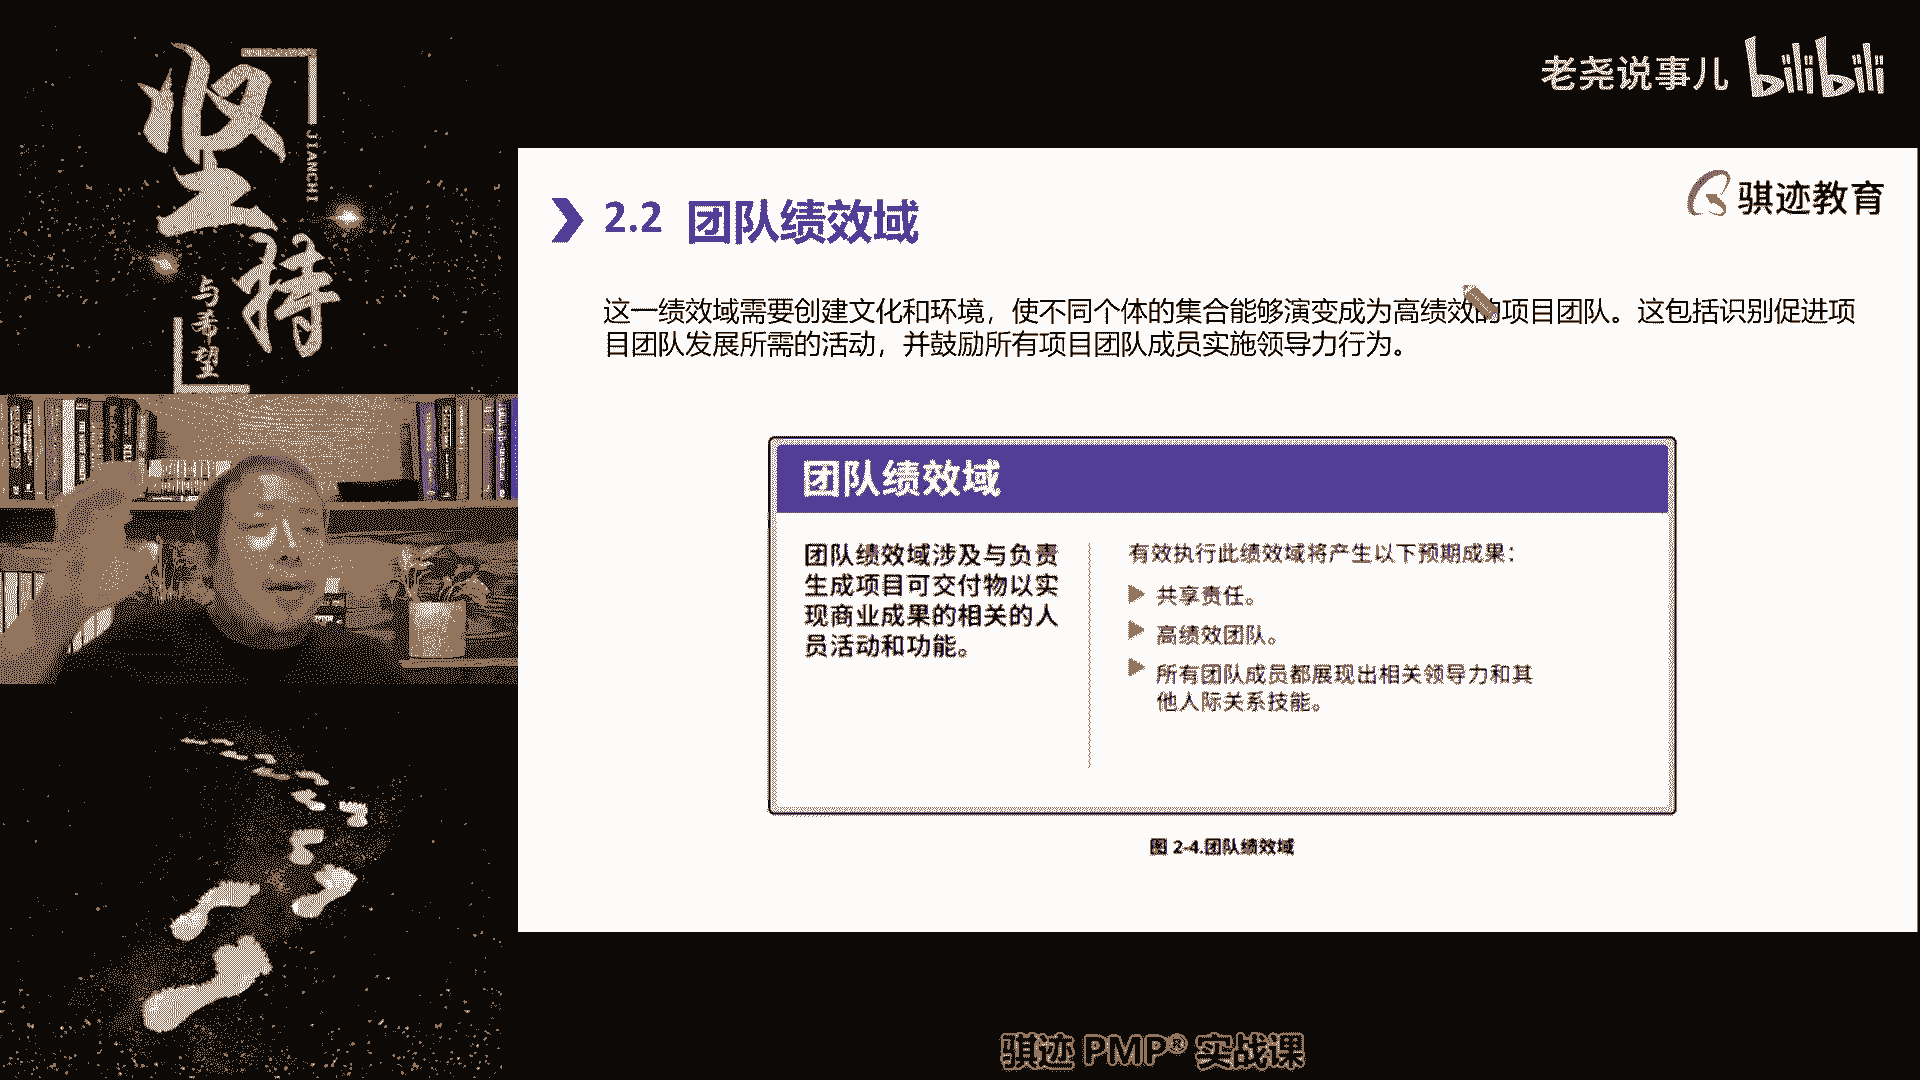 坚持
JIANCHI
与希望
老尧说事儿 bilibili
骐迹教育
2.2 团队绩效域
这一绩效域需要创建文化和环境，使不同个体的集合能够演变成为高绩效的项目团队。这包括识别促进项
目团队发展所需的活动，并鼓励所有项目团队成员实施领导力行为。
团队绩效域
团队绩效域涉及与负责
生成项目可交付物以实
现商业成果的相关的人
员活动和功能。
有效执行此绩效域将产生以下预期成果：
共享责任。
高绩效团队。
所有团队成员都展现出相关领导力和其
他人际关系技能。
图 2-4.团队绩效域
骐迹 PMP® 实战课